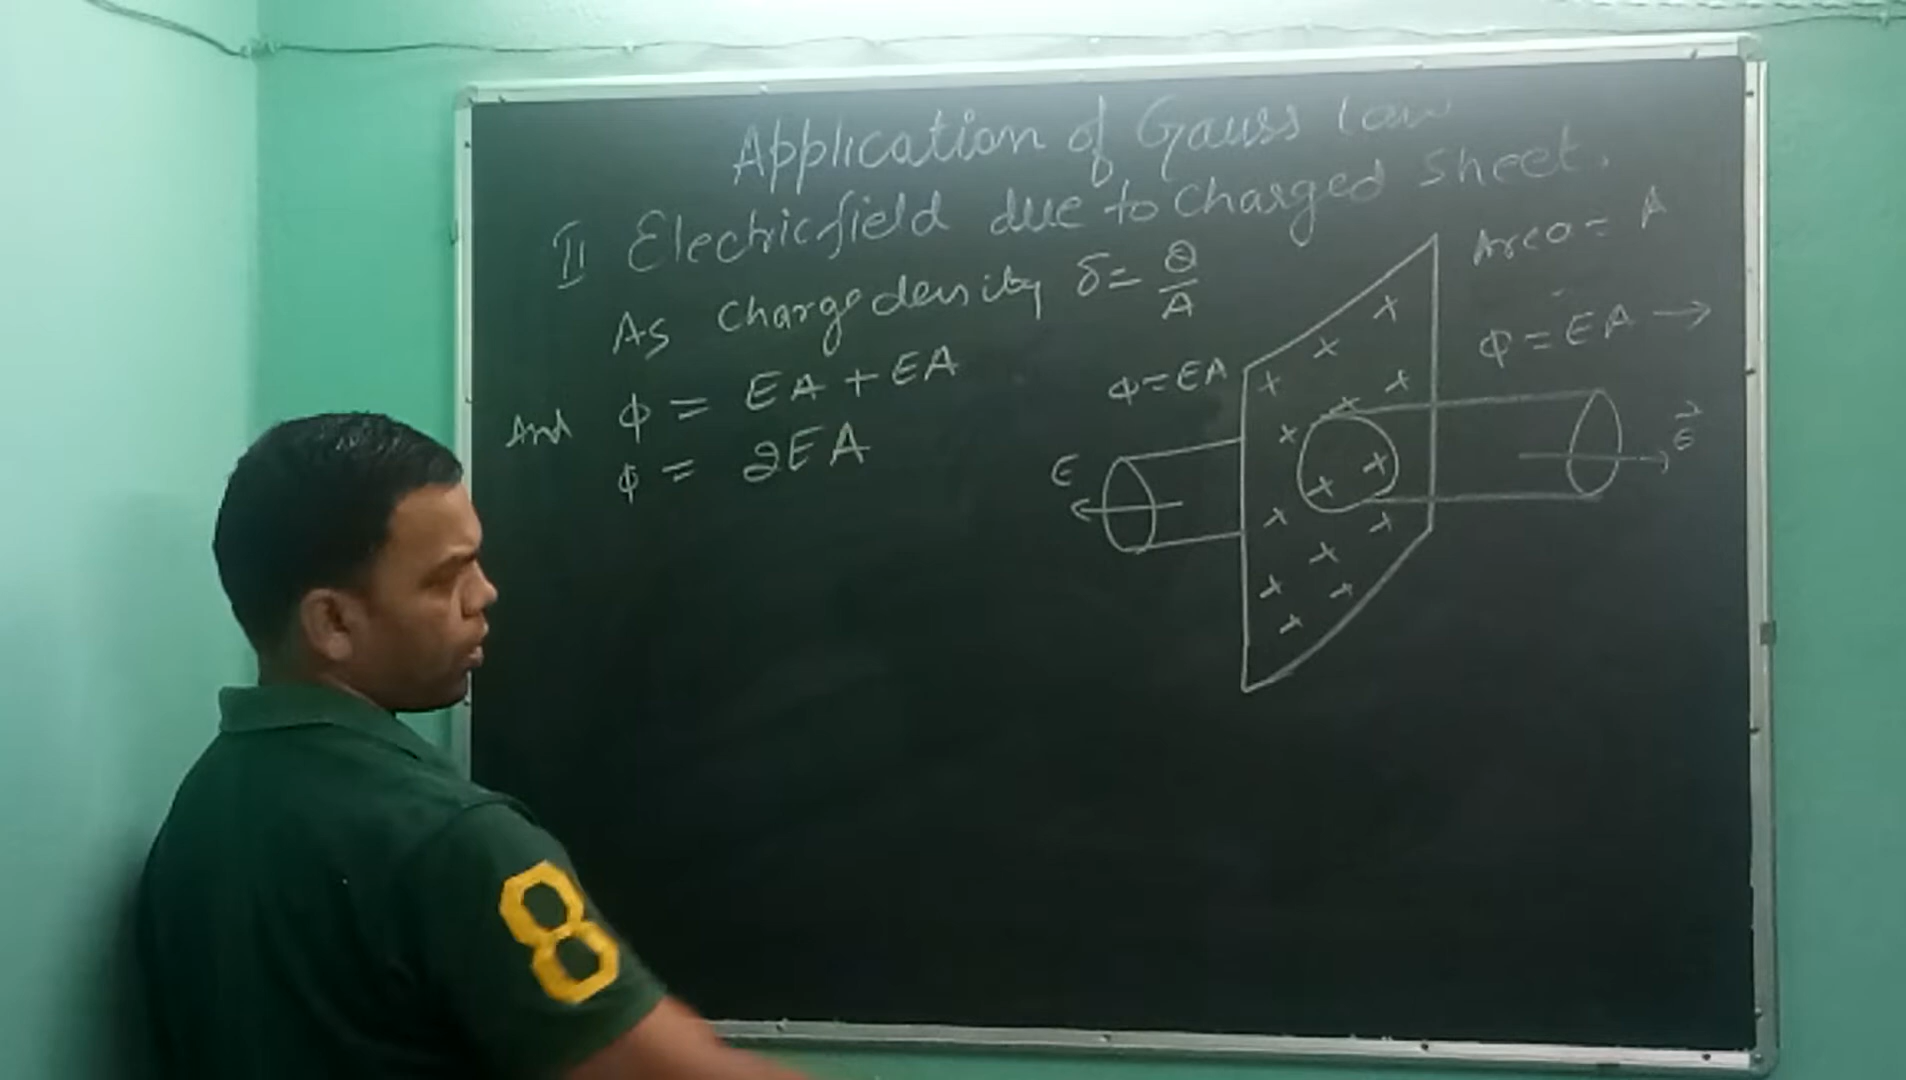 Application of Gauss law
II Electric field due to charged sheet.
As charge density δ = Q/A
And ϕ = EA + EA
ϕ = 2EA
Area = A
ϕ = EA
ϕ = EA →
E
E⃗
8